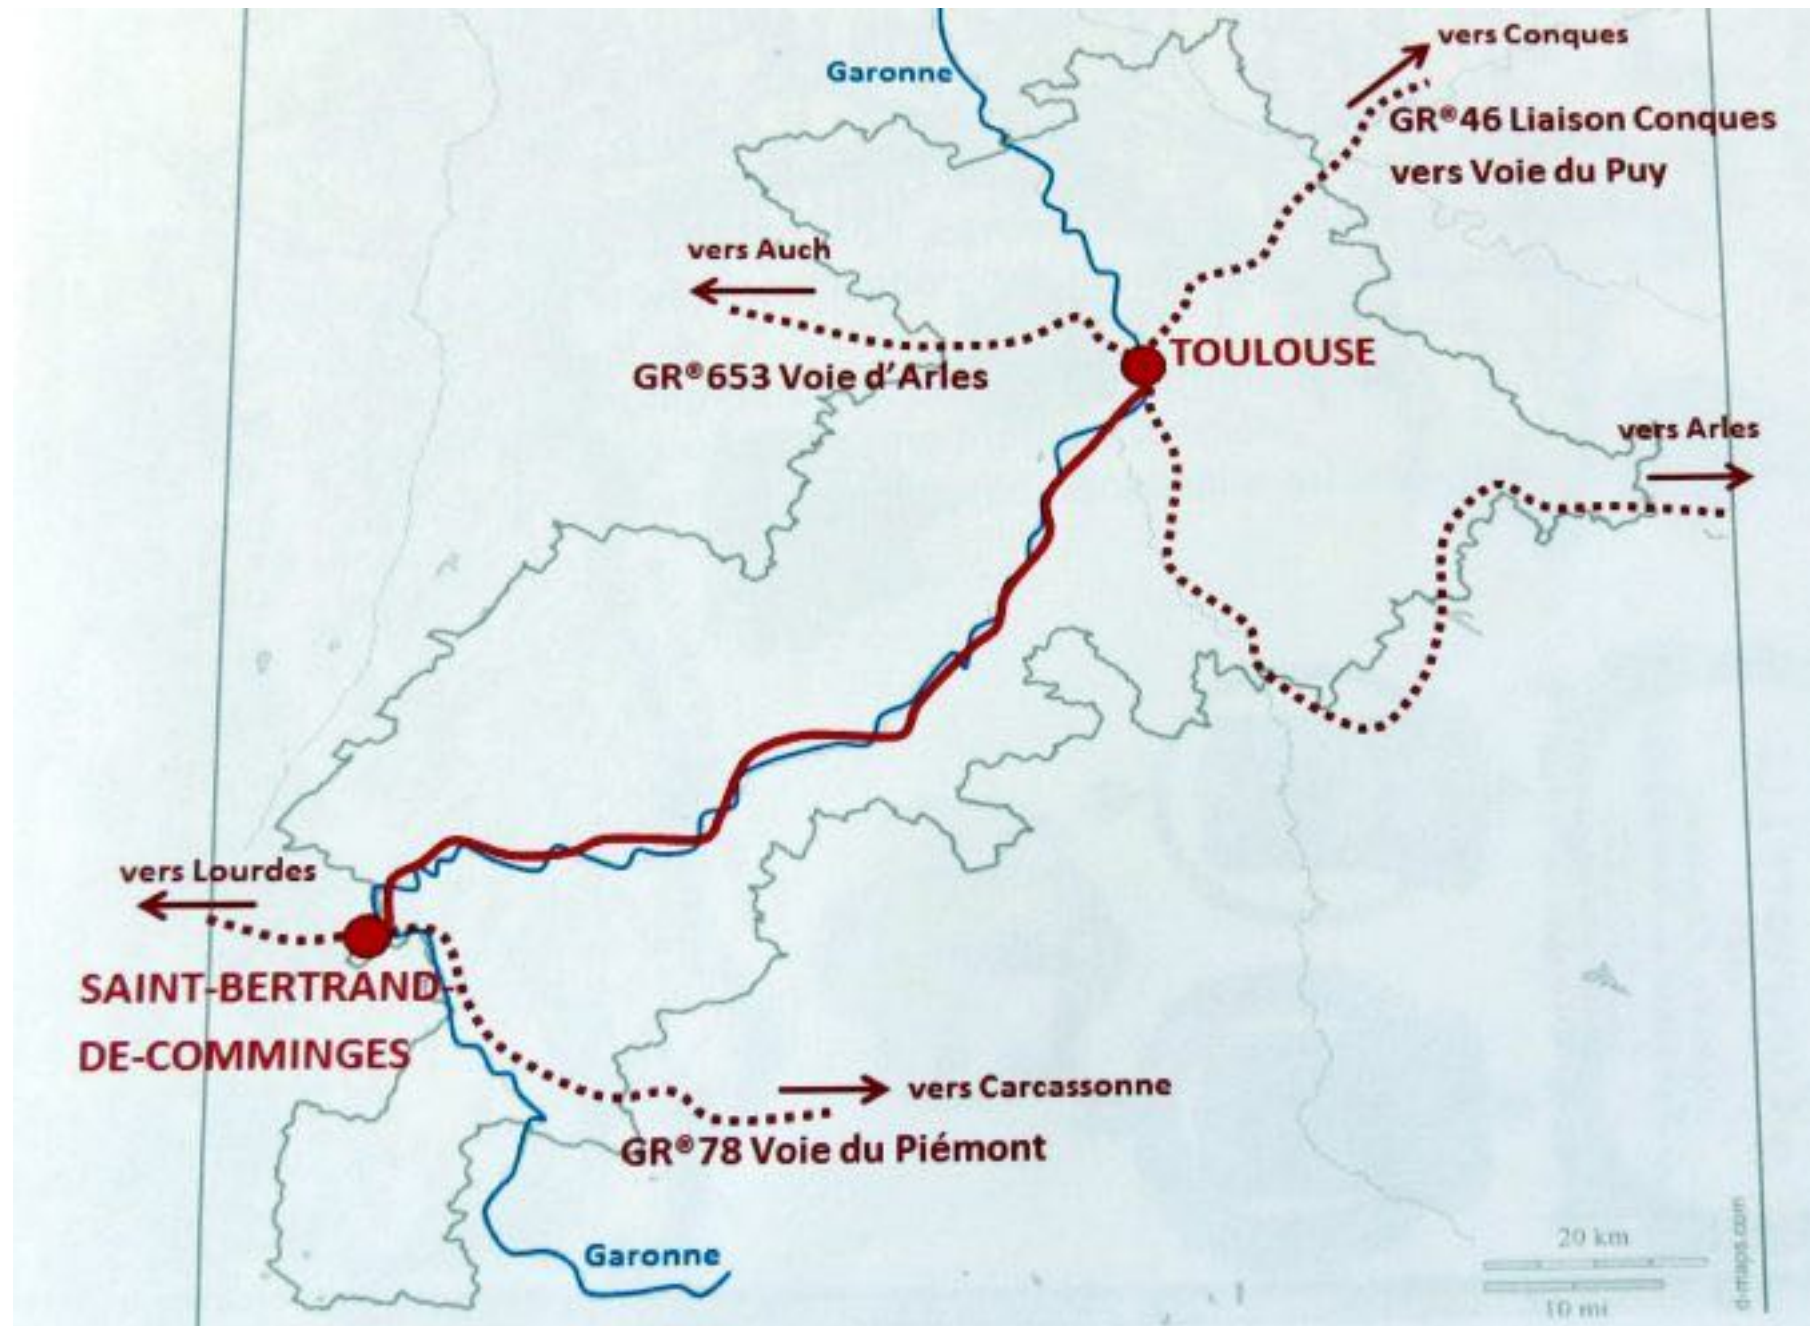 vers Conques
Garonne
GR®46 Liaison Conques
vers Voie du Puy
vers Auch
TOULOUSE
GR®653 Voie d'Arles
vers Arles
vers Lourdes
SAINT-BERTRAND-
DE-COMMINGES
vers Carcassonne
GR®78 Voie du Piémont
Garonne
20 km
10 mi
d-maps.com